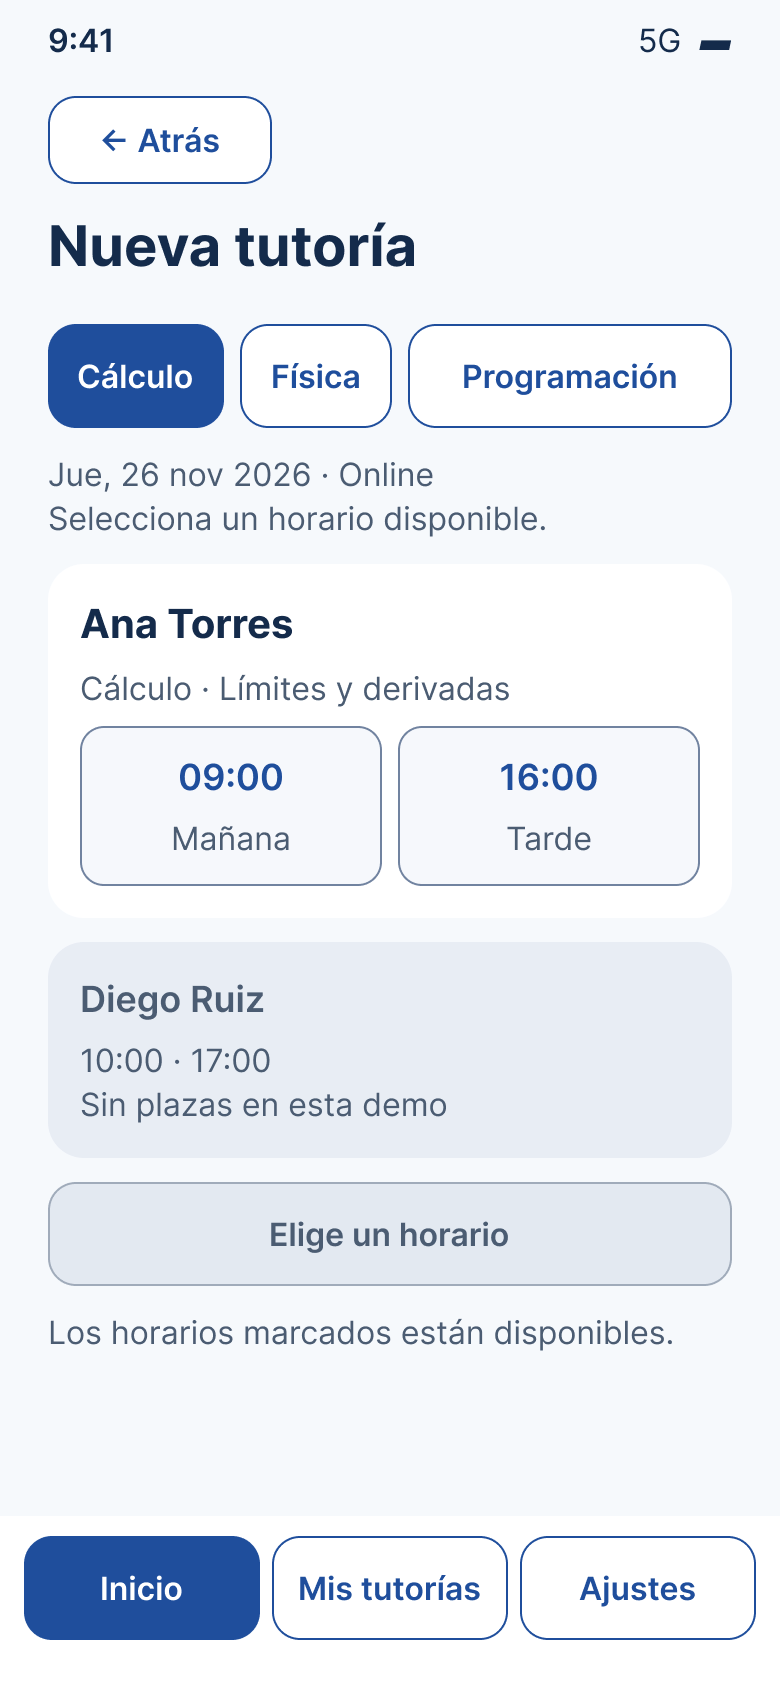 9:41
5G
← Atrás
Nueva tutoría
Cálculo
Física
Programación
Jue, 26 nov 2026 · Online
Selecciona un horario disponible.
Ana Torres
Cálculo · Límites y derivadas
09:00
Mañana
16:00
Tarde
Diego Ruiz
10:00 · 17:00
Sin plazas en esta demo
Elige un horario
Los horarios marcados están disponibles.
Inicio
Mis tutorías
Ajustes